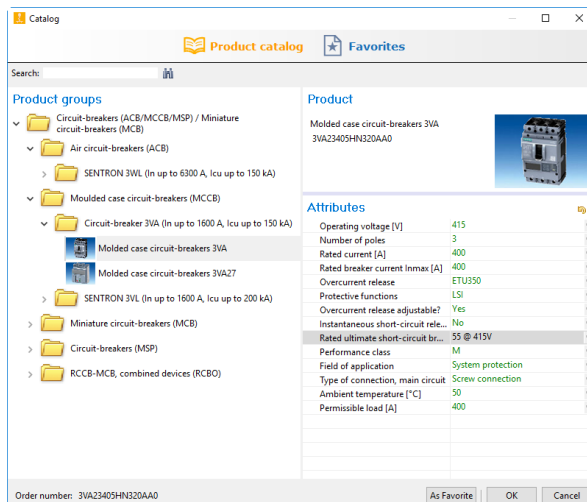 Catalog
Product catalog
Favorites
Search:
Product groups
Circuit-breakers (ACB/MCCB/MSP) / Miniature
circuit-breakers (MCB)
Air circuit-breakers (ACB)
SENTRON 3WL (In up to 6300 A, Icu up to 150 kA)
Moulded case circuit-breakers (MCCB)
Circuit-breaker 3VA (In up to 1600 A, Icu up to 150 kA)
Molded case circuit-breakers 3VA
Molded case circuit-breakers 3VA27
SENTRON 3VL (In up to 1600 A, Icu up to 200 kA)
Miniature circuit-breakers (MCB)
Circuit-breakers (MSP)
RCCB-MCB, combined devices (RCBO)
Product
Molded case circuit-breakers 3VA
3VA23405HN320AA0
Attributes
Operating voltage [V] 415
Number of poles 3
Rated current [A] 400
Rated breaker current Inmax [A] 400
Overcurrent release ETU350
Protective functions LSI
Overcurrent release adjustable? Yes
Instantaneous short-circuit rele... No
Rated ultimate short-circuit br... 55 @ 415V
Performance class M
Field of application System protection
Type of connection, main circuit Screw connection
Ambient temperature [°C] 50
Permissible load [A] 400
Order number: 3VA23405HN320AA0
As Favorite
OK
Cancel